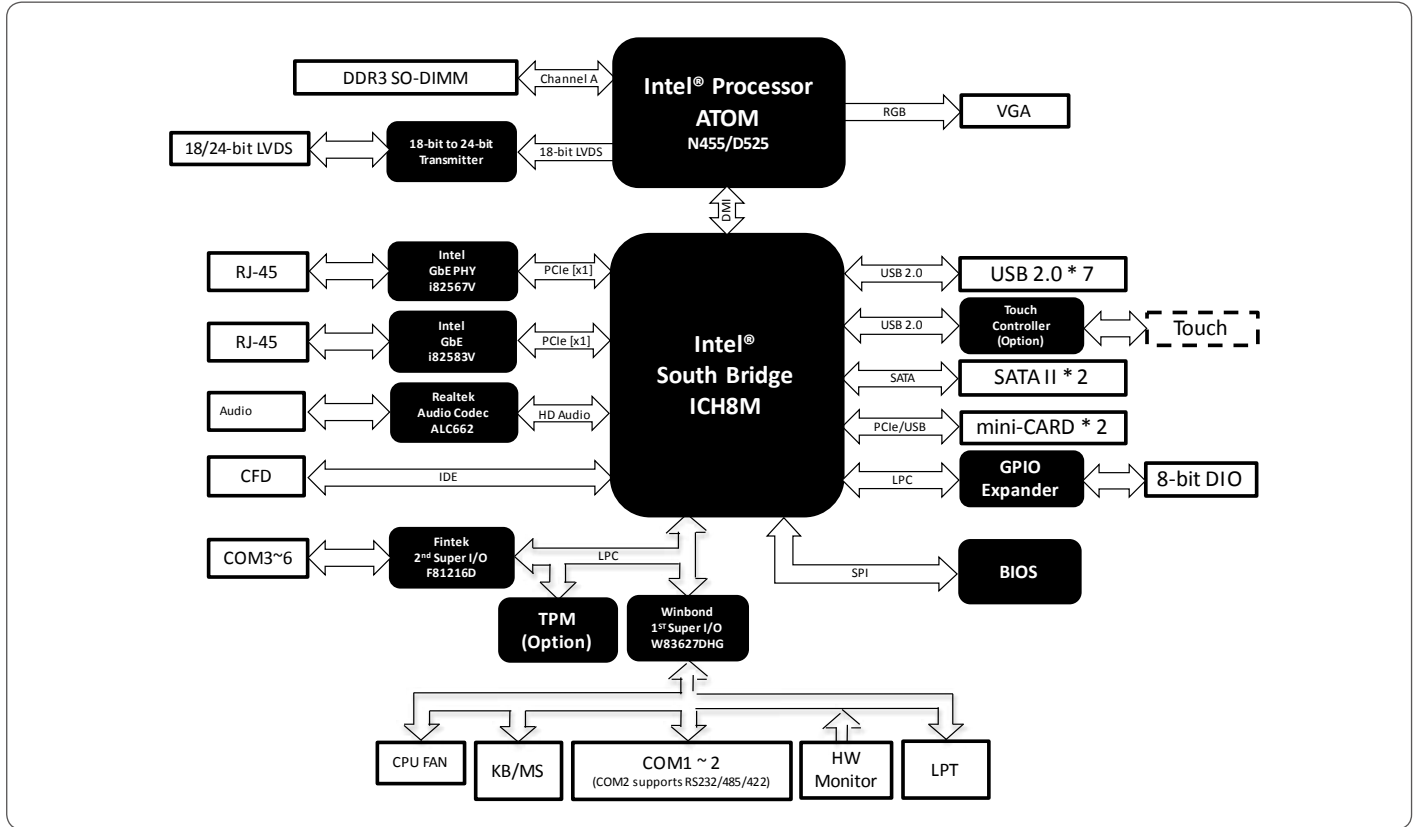 DDR3 SO-DIMM
Channel A
Intel® Processor
ATOM
N455/D525
RGB
VGA
18/24-bit LVDS
18-bit to 24-bit
Transmitter
18-bit LVDS
DMI
RJ-45
Intel
GbE PHY
i82567V
PCIe [x1]
RJ-45
Intel
GbE
i82583V
PCIe [x1]
Audio
Realtek
Audio Codec
ALC662
HD Audio
CFD
IDE
Intel®
South Bridge
ICH8M
USB 2.0
USB 2.0 * 7
USB 2.0
Touch
Controller
(Option)
Touch
SATA
SATA II * 2
PCIe/USB
mini-CARD * 2
LPC
GPIO
Expander
8-bit DIO
COM3~6
Fintek
2nd Super I/O
F81216D
LPC
SPI
BIOS
TPM
(Option)
Winbond
1ST Super I/O
W83627DHG
CPU FAN
KB/MS
COM1 ~ 2
(COM2 supports RS232/485/422)
HW
Monitor
LPT